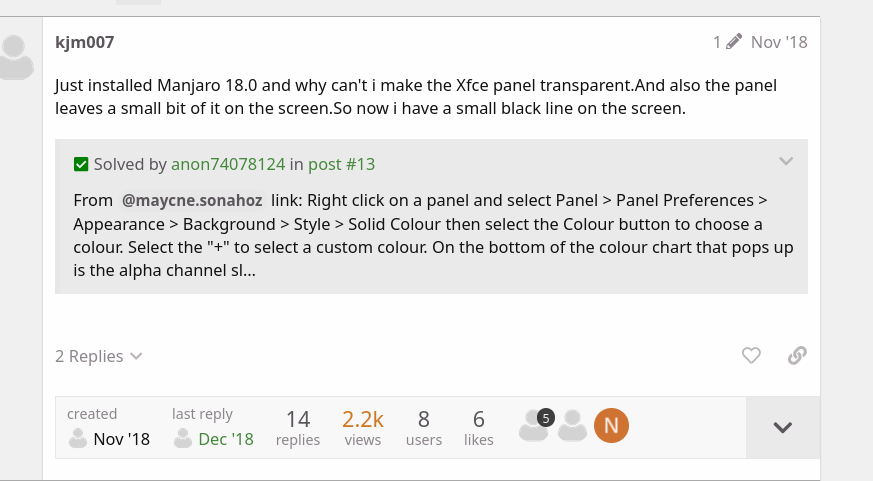 kjm007
1 Nov '18
Just installed Manjaro 18.0 and why can't i make the Xfce panel transparent.And also the panel
leaves a small bit of it on the screen.So now i have a small black line on the screen.
Solved by anon74078124 in post #13
From @maycne.sonahoz link: Right click on a panel and select Panel > Panel Preferences >
Appearance > Background > Style > Solid Colour then select the Colour button to choose a
colour. Select the "+" to select a custom colour. On the bottom of the colour chart that pops up
is the alpha channel sl...
2 Replies
created
Nov '18
last reply
Dec '18
14
replies
2.2k
views
8
users
6
likes
5
N